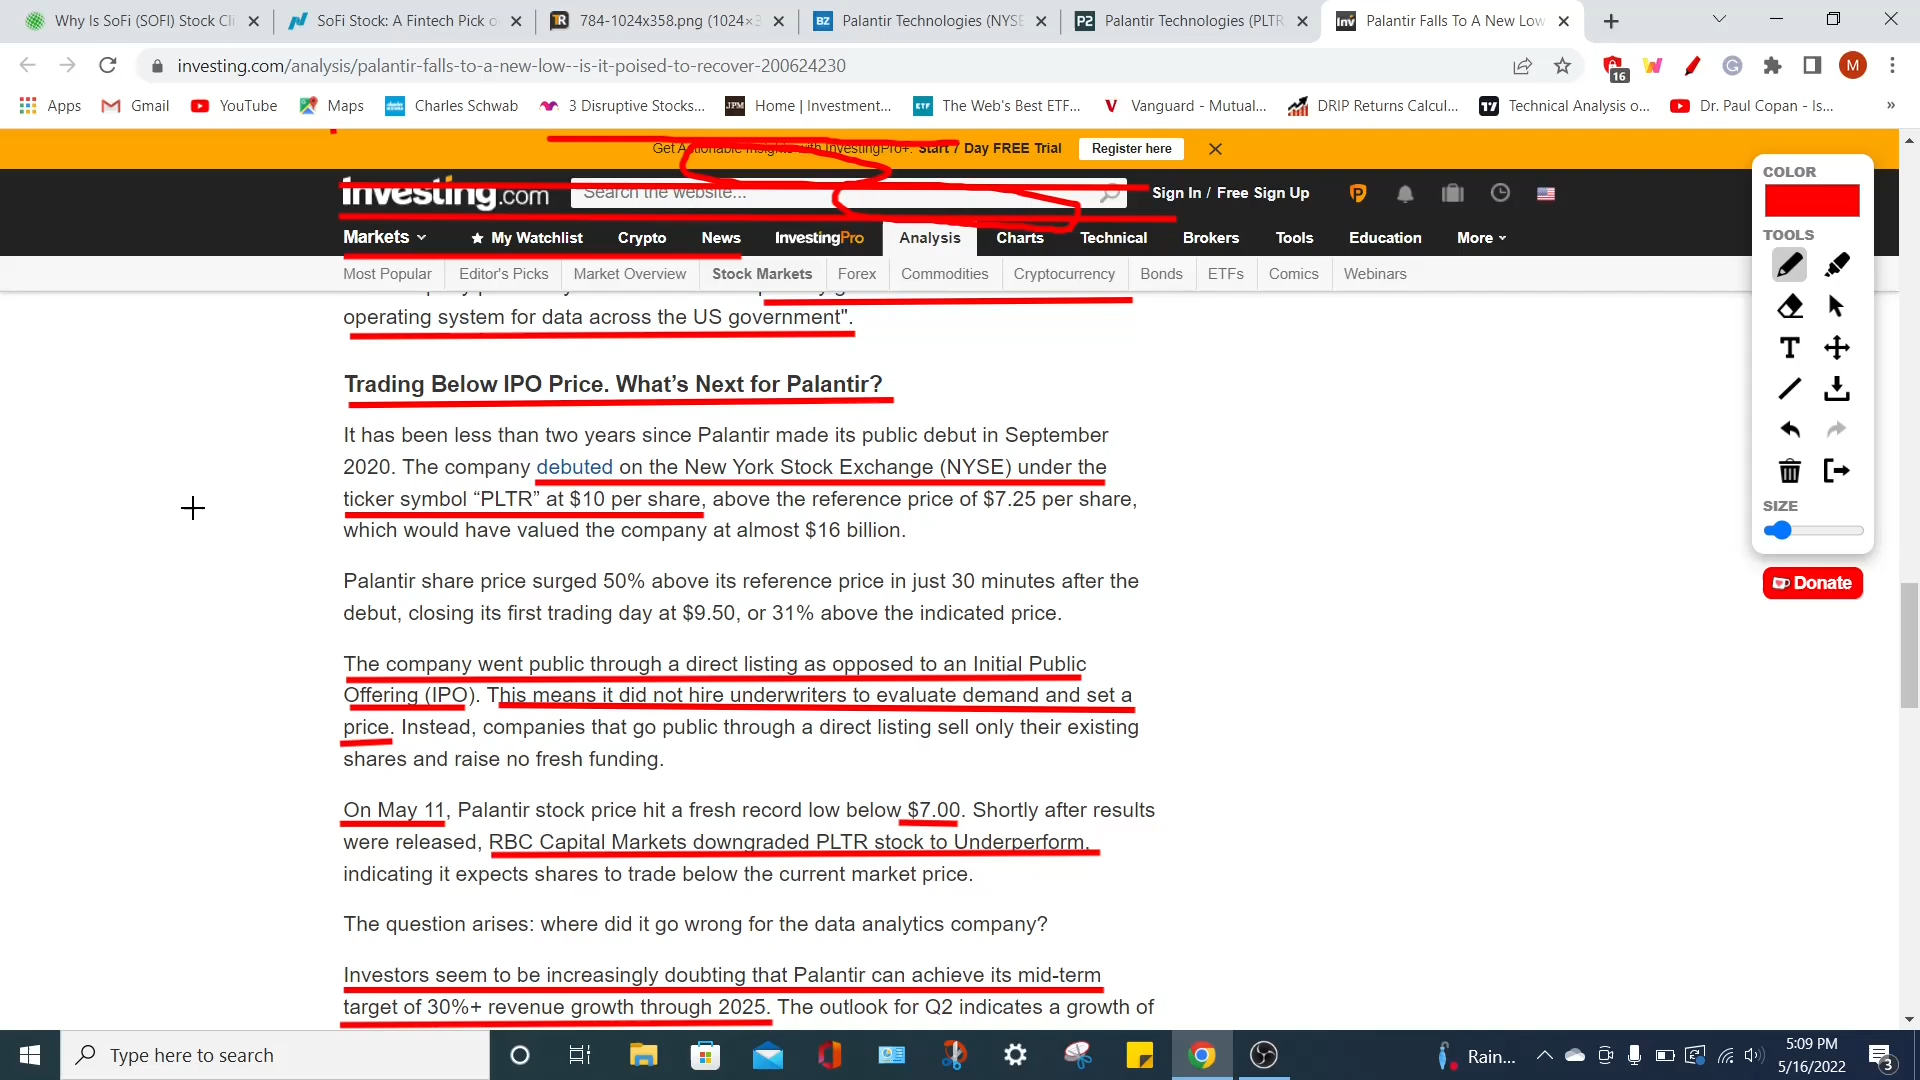 Why Is SoFi (SOFI) Stock Cli
SoFi Stock: A Fintech Pick o
784-1024x358.png (1024×3
Palantir Technologies (NYSE
Palantir Technologies (PLTR
Palantir Falls To A New Low
investing.com/analysis/palantir-falls-to-a-new-low--is-it-poised-to-recover-200624230
16
M
Apps
Gmail
YouTube
Maps
Charles Schwab
3 Disruptive Stocks...
Home | Investment...
The Web's Best ETF...
Vanguard - Mutual...
DRIP Returns Calcul...
Technical Analysis o...
Dr. Paul Copan - Is...
»
Get Actionable Insights with InvestingPro+. Start 7 Day FREE Trial
Register here
Investing.com
Search the website...
Sign In / Free Sign Up
Markets
My Watchlist
Crypto
News
InvestingPro
Analysis
Charts
Technical
Brokers
Tools
Education
More
Most Popular
Editor's Picks
Market Overview
Stock Markets
Forex
Commodities
Cryptocurrency
Bonds
ETFs
Comics
Webinars
operating system for data across the US government".
Trading Below IPO Price. What's Next for Palantir?
It has been less than two years since Palantir made its public debut in September
2020. The company debuted on the New York Stock Exchange (NYSE) under the
ticker symbol “PLTR” at $10 per share, above the reference price of $7.25 per share,
which would have valued the company at almost $16 billion.
Palantir share price surged 50% above its reference price in just 30 minutes after the
debut, closing its first trading day at $9.50, or 31% above the indicated price.
The company went public through a direct listing as opposed to an Initial Public
Offering (IPO). This means it did not hire underwriters to evaluate demand and set a
price. Instead, companies that go public through a direct listing sell only their existing
shares and raise no fresh funding.
On May 11, Palantir stock price hit a fresh record low below $7.00. Shortly after results
were released, RBC Capital Markets downgraded PLTR stock to Underperform,
indicating it expects shares to trade below the current market price.
The question arises: where did it go wrong for the data analytics company?
Investors seem to be increasingly doubting that Palantir can achieve its mid-term
target of 30%+ revenue growth through 2025. The outlook for Q2 indicates a growth of
COLOR
TOOLS
SIZE
Donate
Type here to search
Rain...
5:09 PM
5/16/2022
3